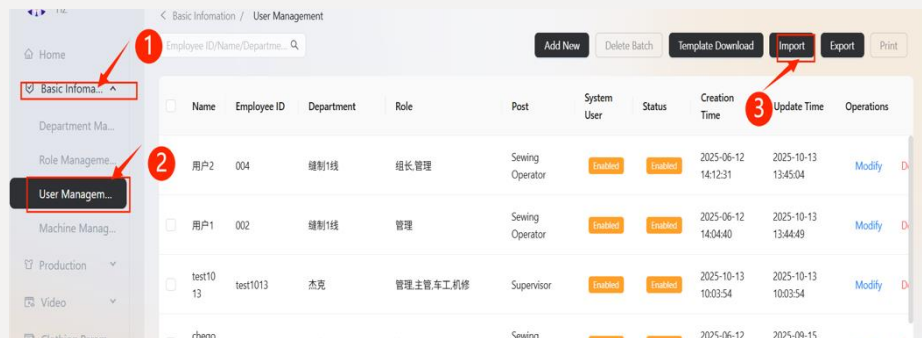 < Basic Infomation / User Management
Home
Employee ID/Name/Departme...
Add New
Delete Batch
Template Download
Import
Export
Print
1
Basic Infoma...
3
Name
Employee ID
Department
Role
Post
System
User
Status
Creation
Time
Update Time
Operations
Department Ma...
2
Role Manageme...
用户2
004
缝制1线
组长,管理
Sewing
Operator
Enabled
Enabled
2025-06-12
14:12:31
2025-10-13
13:45:04
Modify
User Managem...
Machine Manag...
用户1
002
缝制1线
管理
Sewing
Operator
Enabled
Enabled
2025-06-12
14:04:40
2025-10-13
13:44:49
Modify
Production
test10
13
test1013
杰克
管理,主管,车工,机修
Supervisor
Enabled
Enabled
2025-10-13
10:03:54
2025-10-13
10:03:54
Modify
Video
Sewing
2025-06-12
2025-09-15